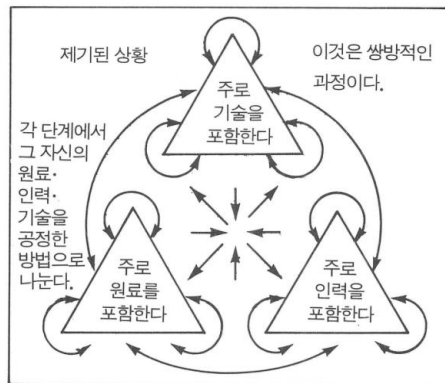 제기된 상황
이것은 쌍방적인
과정이다.
주로
기술을
포함한다
각 단계에서
그 자신의
원료·
인력·
기술을
공정한
방법으로
나눈다.
주로
원료를
포함한다
주로
인력을
포함한다